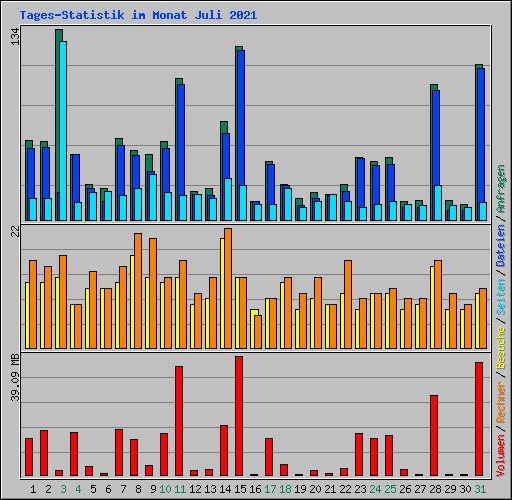 Tages-Statistik im Monat Juli 2021
134
22
39.09 MB
Volumen / Rechner / Besuche / Seiten / Dateien / Anfragen
1 2 3 4 5 6 7 8 9 10 11 12 13 14 15 16 17 18 19 20 21 22 23 24 25 26 27 28 29 30 31